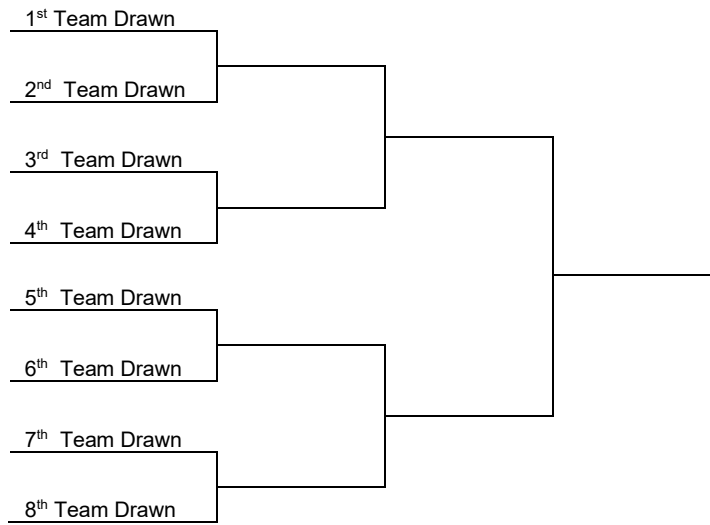 1st Team Drawn
2nd Team Drawn
3rd Team Drawn
4th Team Drawn
5th Team Drawn
6th Team Drawn
7th Team Drawn
8th Team Drawn